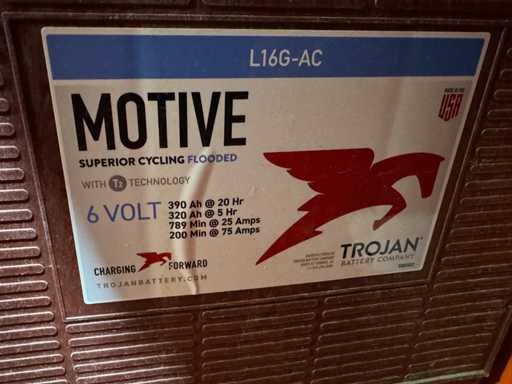 L16G-AC
MOTIVE
SUPERIOR CYCLING FLOODED
WITH T2 TECHNOLOGY
6 VOLT
390 Ah @ 20 Hr
320 Ah @ 5 Hr
789 Min @ 25 Amps
200 Min @ 75 Amps
CHARGING FORWARD
TROJANBATTERY.COM
MADE IN THE
USA
TROJAN
BATTERY COMPANY